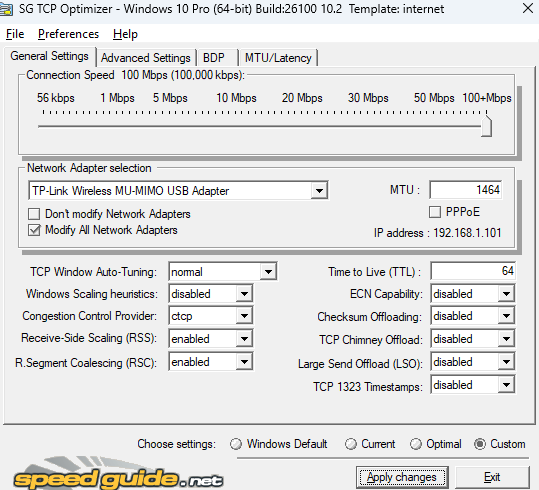 SG TCP Optimizer - Windows 10 Pro (64-bit) Build:26100 10.2 Template: internet
File Preferences Help
General Settings Advanced Settings BDP MTU/Latency
Connection Speed 100 Mbps (100,000 kbps):
56 kbps 1 Mbps 5 Mbps 10 Mbps 20 Mbps 30 Mbps 50 Mbps 100+Mbps
Network Adapter selection
TP-Link Wireless MU-MIMO USB Adapter MTU : 1464
Don't modify Network Adapters PPPoE
Modify All Network Adapters IP address : 192.168.1.101
TCP Window Auto-Tuning: normal Time to Live (TTL) : 64
Windows Scaling heuristics: disabled ECN Capability: disabled
Congestion Control Provider: ctcp Checksum Offloading: disabled
Receive-Side Scaling (RSS): enabled TCP Chimney Offload: disabled
R.Segment Coalescing (RSC): enabled Large Send Offload (LSO): disabled
TCP 1323 Timestamps: disabled
Choose settings: Windows Default Current Optimal Custom
speedguide.net Apply changes Exit